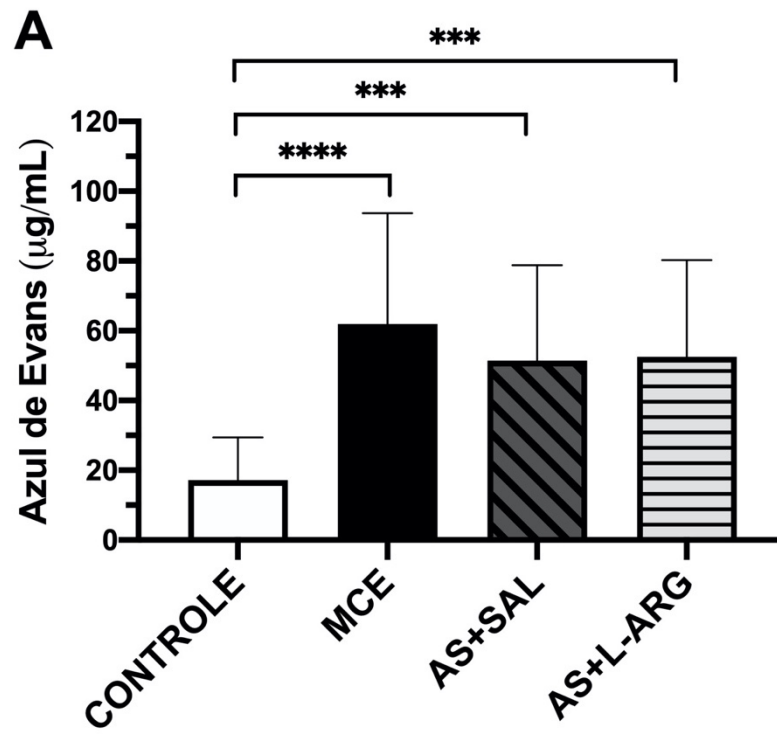 A
***
***
****
120
100
80
60
40
20
0
Azul de Evans (μg/mL)
CONTROLE
MCE
AS+SAL
AS+L-ARG